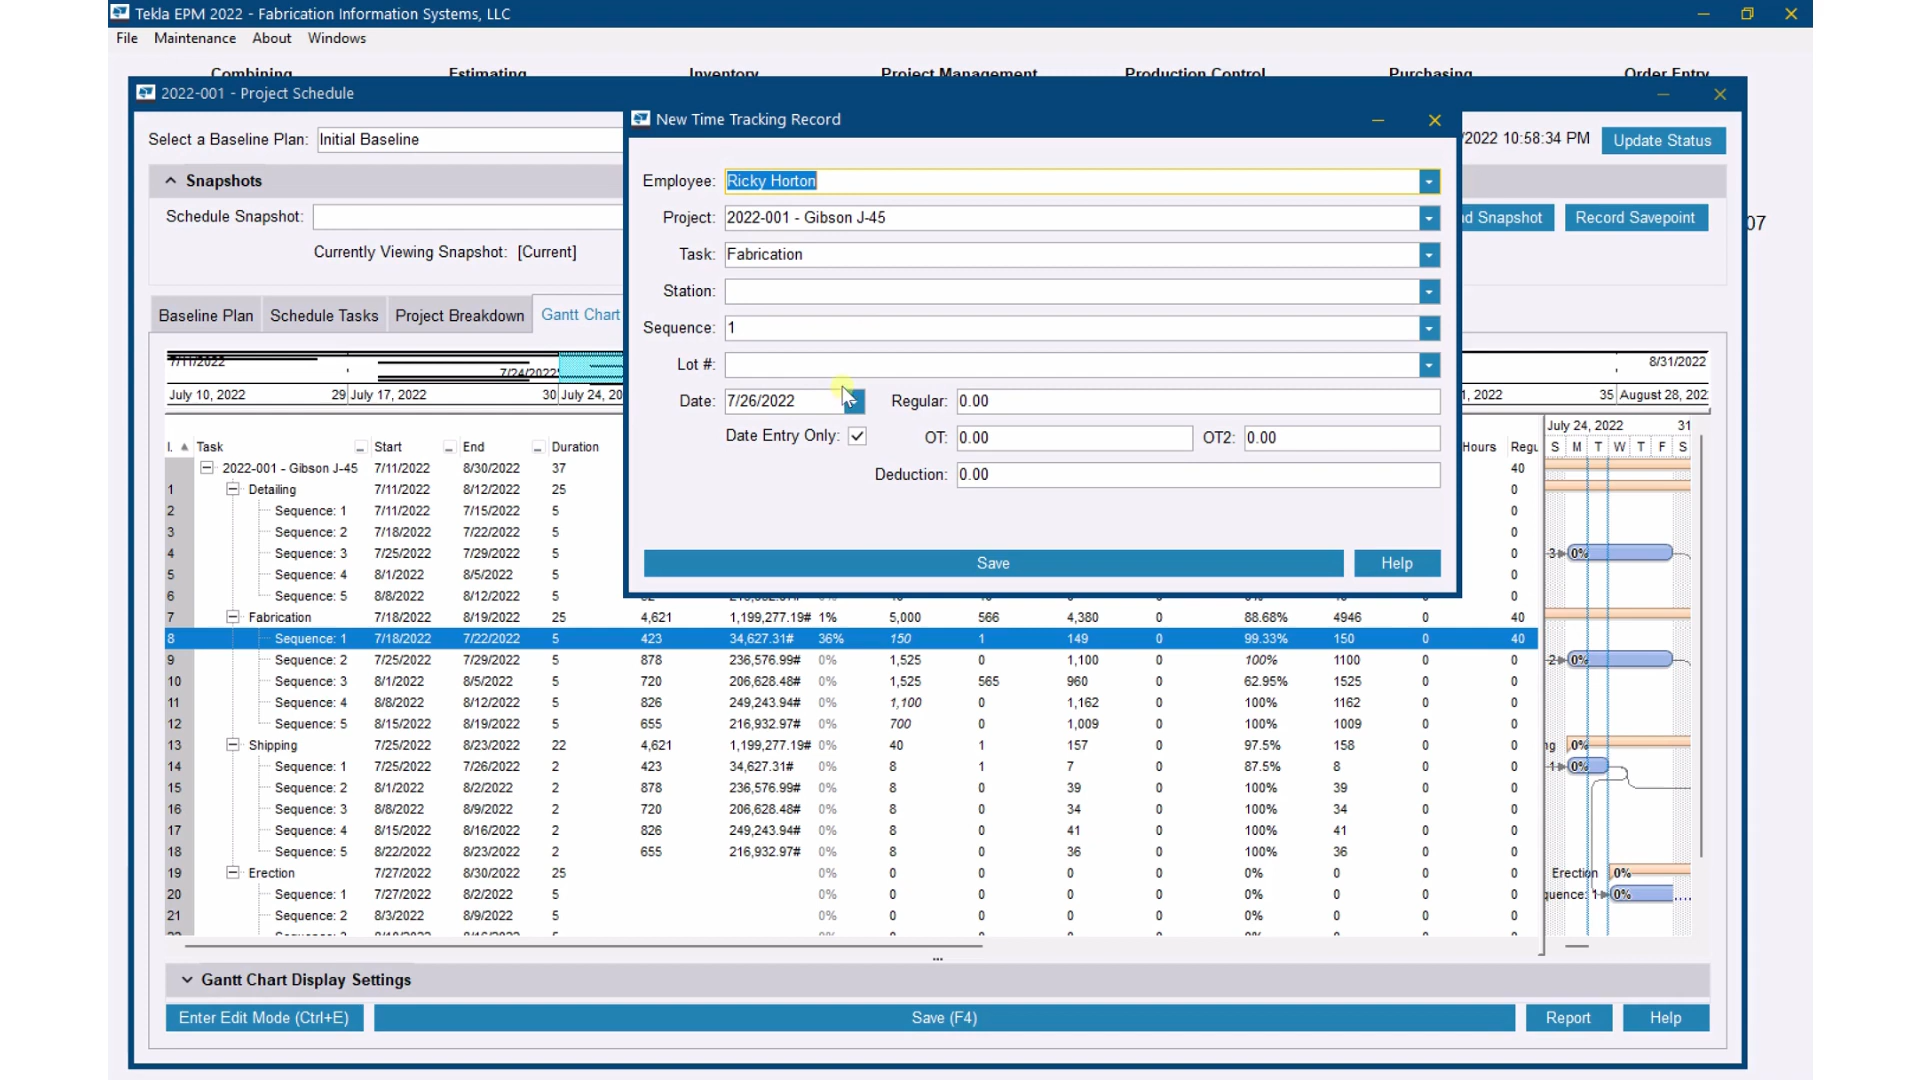 Tekla EPM 2022 - Fabrication Information Systems, LLC
File Maintenance About Windows
Combining Estimating Inventory Project Management Production Control Purchasing Order Entry
2022-001 - Project Schedule
New Time Tracking Record
Select a Baseline Plan: Initial Baseline
/2022 10:58:34 PM Update Status
Snapshots
Schedule Snapshot:
d Snapshot Record Savepoint
07
Currently Viewing Snapshot: [Current]
Employee: Ricky Horton
Project: 2022-001 - Gibson J-45
Task: Fabrication
Station:
Sequence: 1
Lot #:
Date: 7/26/2022 Regular: 0.00
Date Entry Only: OT: 0.00 OT2: 0.00
Deduction: 0.00
Save Help
Baseline Plan Schedule Tasks Project Breakdown Gantt Chart
7/11/2022 7/24/2022 8/31/2022
July 10, 2022 29 July 17, 2022 30 July 24, 20 1, 2022 35 August 28, 202
July 24, 2022 31
I. Task Start End Duration Hours Regu S M T W T F S
2022-001 - Gibson J-45 7/11/2022 8/30/2022 37 40
1 Detailing 7/11/2022 8/12/2022 25 0
2 Sequence: 1 7/11/2022 7/15/2022 5 0
3 Sequence: 2 7/18/2022 7/22/2022 5 0
4 Sequence: 3 7/25/2022 7/29/2022 5 0 3 0%
5 Sequence: 4 8/1/2022 8/5/2022 5 0
6 Sequence: 5 8/8/2022 8/12/2022 5 0
7 Fabrication 7/18/2022 8/19/2022 25 4,621 1,199,277.19# 1% 5,000 566 4,380 0 88.68% 4946 0 40
8 Sequence: 1 7/18/2022 7/22/2022 5 423 34,627.31# 36% 150 1 149 0 99.33% 150 0 40
9 Sequence: 2 7/25/2022 7/29/2022 5 878 236,576.99# 0% 1,525 0 1,100 0 100% 1100 0 0 2 0%
10 Sequence: 3 8/1/2022 8/5/2022 5 720 206,628.48# 0% 1,525 565 960 0 62.95% 1525 0 0
11 Sequence: 4 8/8/2022 8/12/2022 5 826 249,243.94# 0% 1,100 0 1,162 0 100% 1162 0 0
12 Sequence: 5 8/15/2022 8/19/2022 5 655 216,932.97# 0% 700 0 1,009 0 100% 1009 0 0
13 Shipping 7/25/2022 8/23/2022 22 4,621 1,199,277.19# 0% 40 1 157 0 97.5% 158 0 0 ng 0%
14 Sequence: 1 7/25/2022 7/26/2022 2 423 34,627.31# 0% 8 1 7 0 87.5% 8 0 0 1 0%
15 Sequence: 2 8/1/2022 8/2/2022 2 878 236,576.99# 0% 8 0 39 0 100% 39 0 0
16 Sequence: 3 8/8/2022 8/9/2022 2 720 206,628.48# 0% 8 0 34 0 100% 34 0 0
17 Sequence: 4 8/15/2022 8/16/2022 2 826 249,243.94# 0% 8 0 41 0 100% 41 0 0
18 Sequence: 5 8/22/2022 8/23/2022 2 655 216,932.97# 0% 8 0 36 0 100% 36 0 0
19 Erection 7/27/2022 8/30/2022 25 0% 0 0 0 0 0% 0 0 0 Erection 0%
20 Sequence: 1 7/27/2022 8/2/2022 5 0% 0 0 0 0 0% 0 0 0 quence: 1 0%
21 Sequence: 2 8/3/2022 8/9/2022 5 0% 0 0 0 0 0% 0 0 0
...
Gantt Chart Display Settings
Enter Edit Mode (Ctrl+E) Save (F4) Report Help